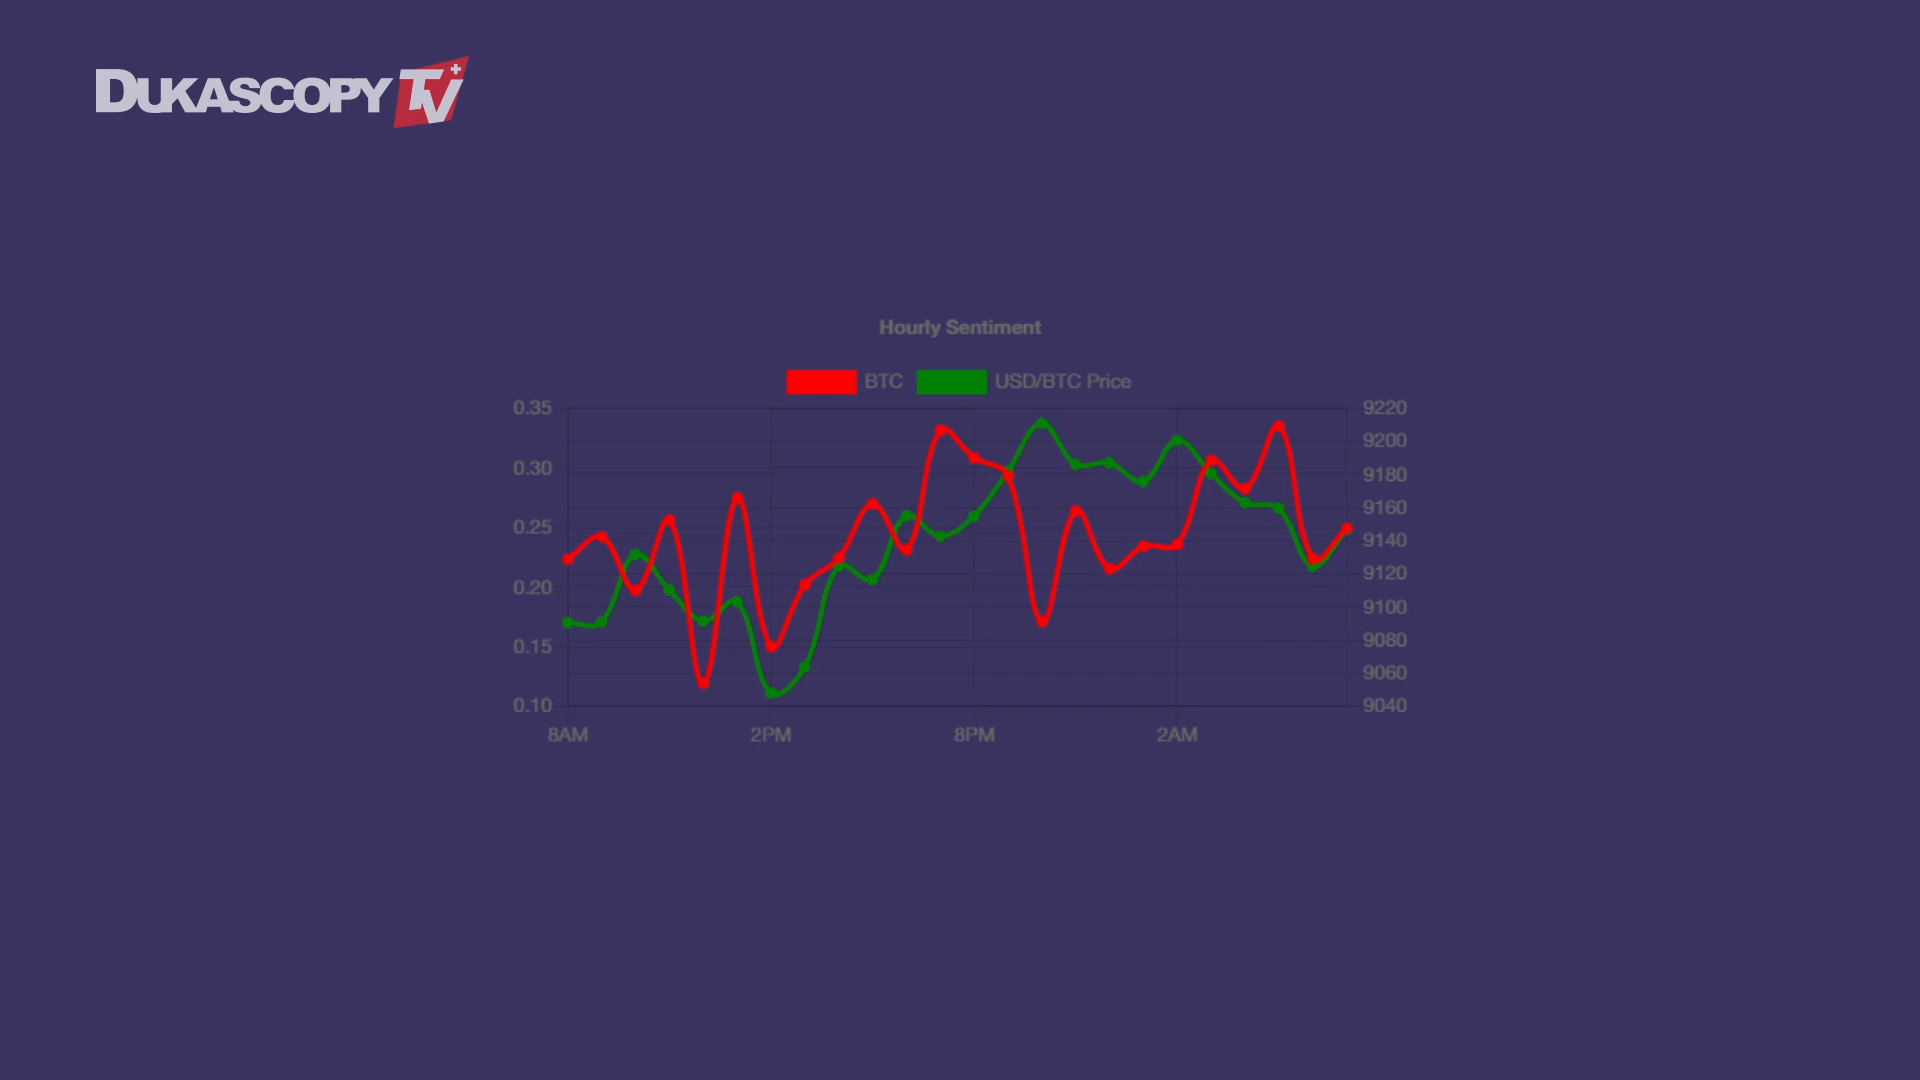 DUKASCOPY TV
Hourly Sentiment
BTC USD/BTC Price
0.35 9220
9200
0.30 9180
9160
0.25 9140
9120
0.20 9100
9080
0.15 9060
0.10 9040
8AM 2PM 8PM 2AM